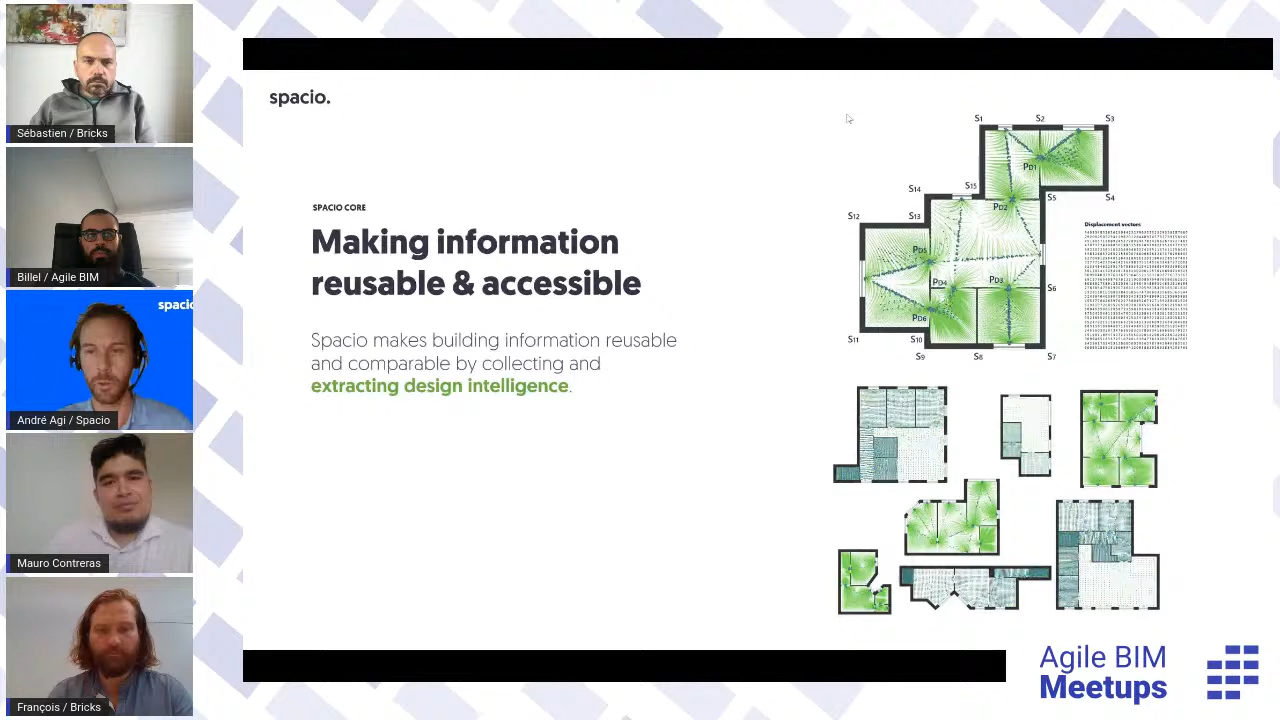 Sébastien / Bricks
Billel / Agile BIM
spacio
André Agi / Spacio
Mauro Contreras
François / Bricks
spacio.
SPACIO CORE
Making information
reusable & accessible
Spacio makes building information reusable
and comparable by collecting and
extracting design intelligence.
S1
S2
S3
PD1
S14
S15
PD2
S5
S4
S12
S13
PD5
Displacement vectors
PD4
PD3
S6
PD6
S11
S10
S9
S8
S7
Agile BIM
Meetups